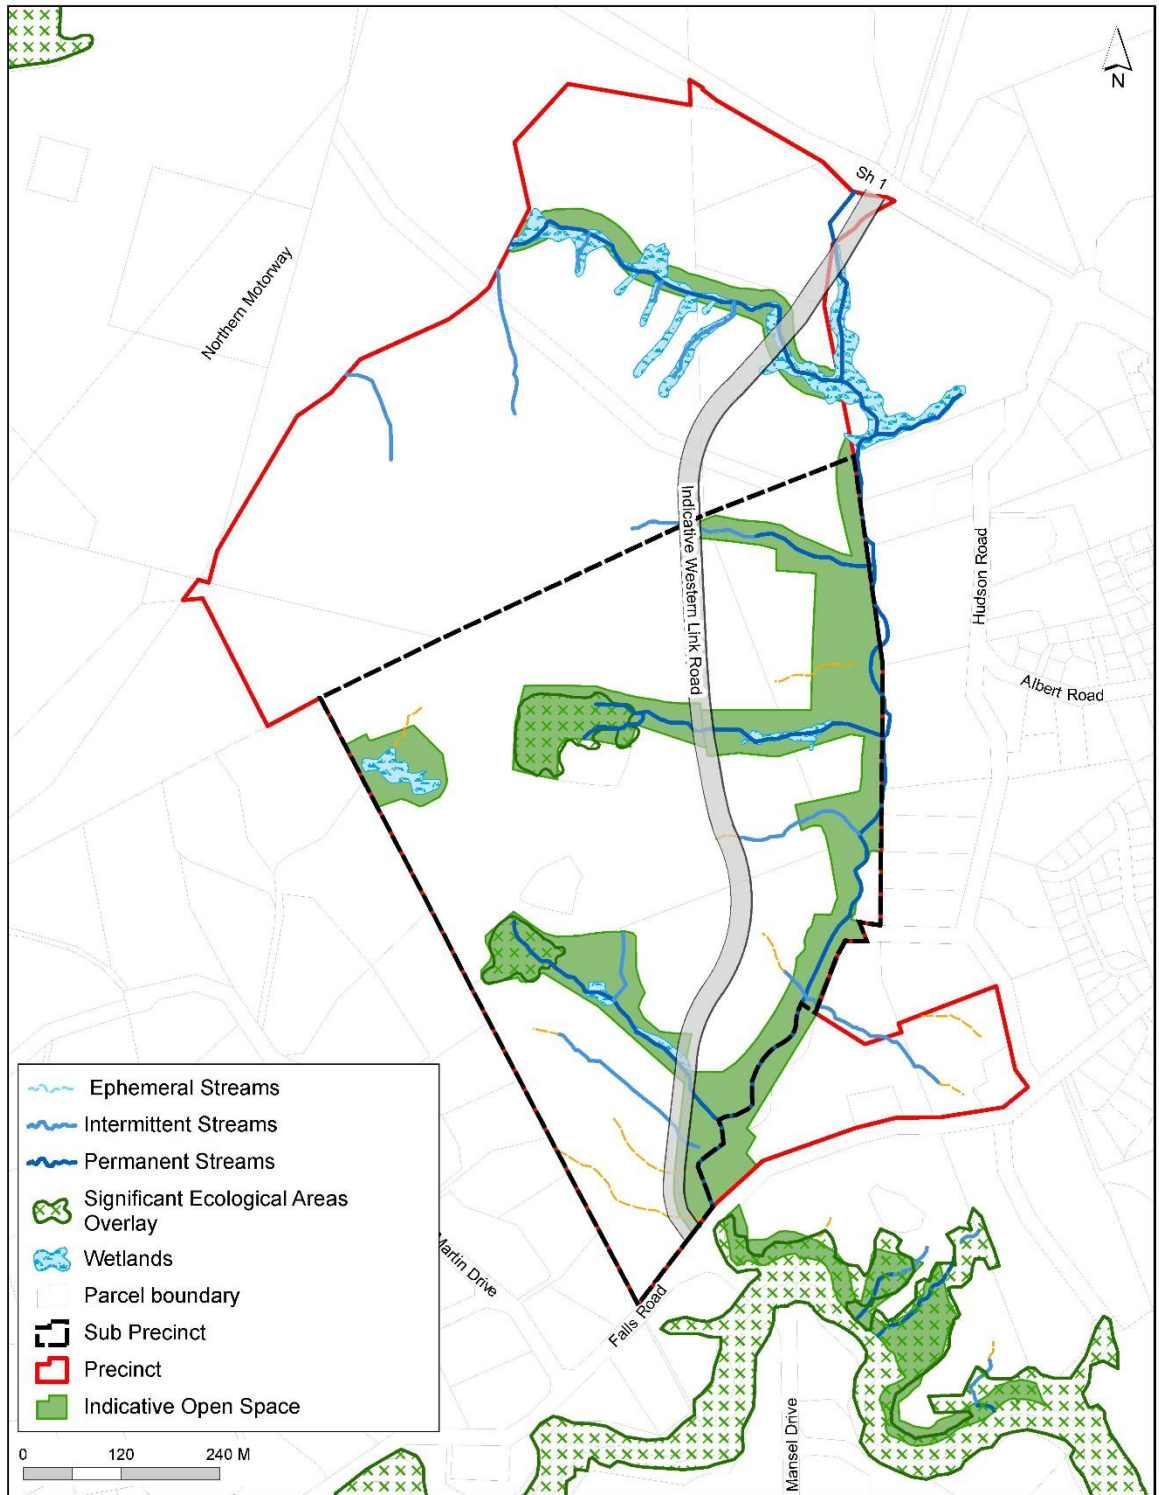 N
Sh 1
Northern Motorway
Indicative Western Link Road
Hudson Road
Albert Road
Martin Drive
Falls Road
Mansel Drive
Ephemeral Streams
Intermittent Streams
Permanent Streams
Significant Ecological Areas
Overlay
Wetlands
Parcel boundary
Sub Precinct
Precinct
Indicative Open Space
0 120 240 M